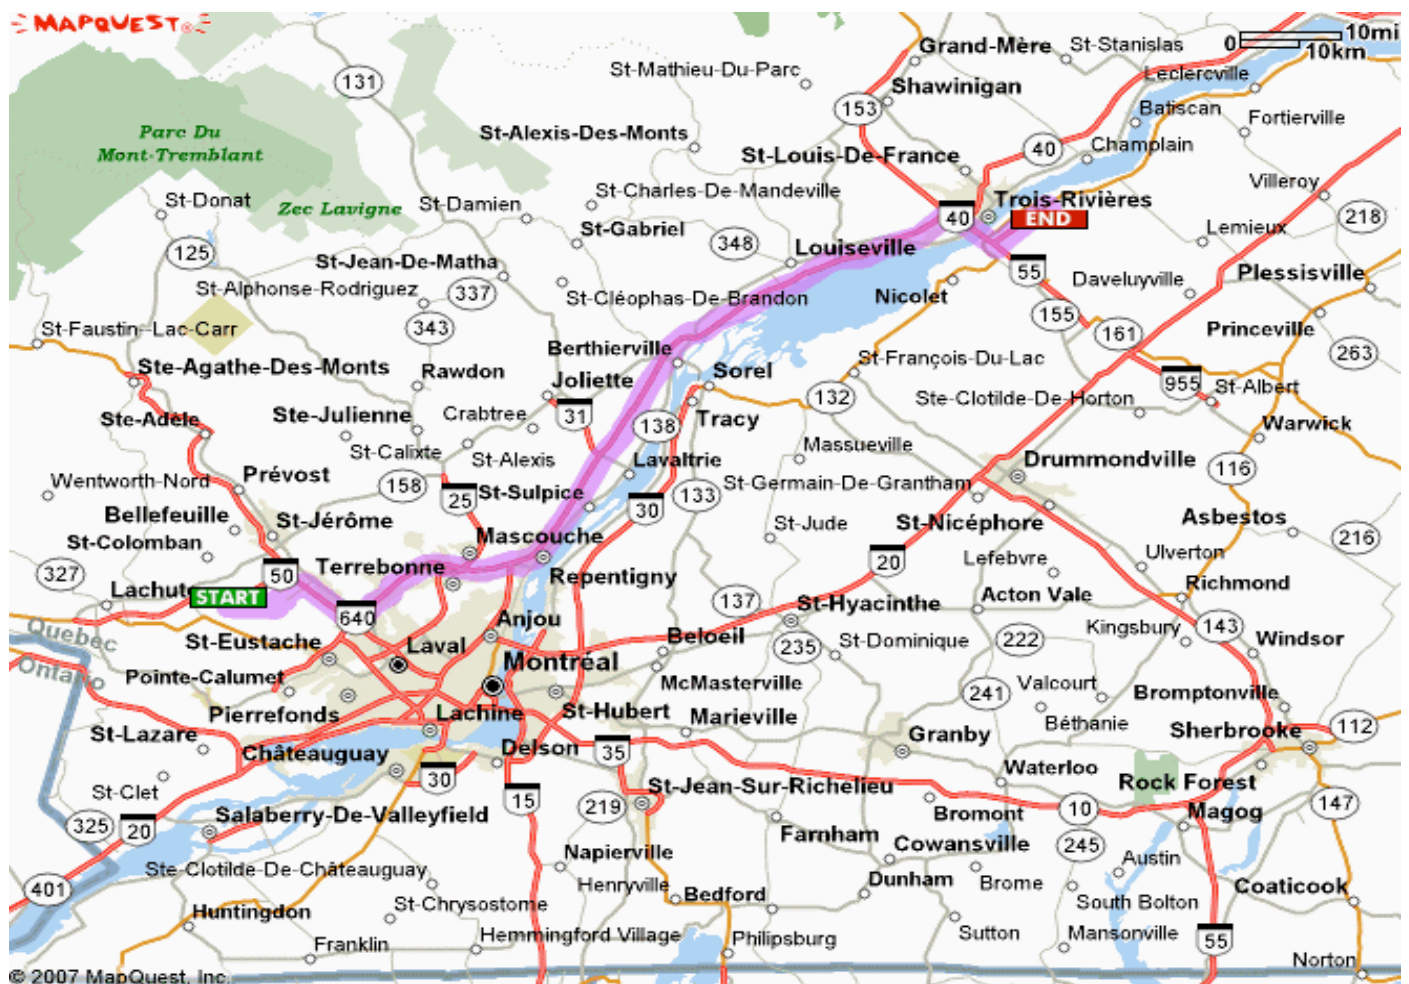 MAPQUEST
10mi
0
10km
Grand-Mère
St-Stanislas
St-Mathieu-Du-Parc
Leclercville
131
Shawinigan
153
Batiscan
Fortierville
Parc Du
Mont-Tremblant
St-Alexis-Des-Monts
40
Champlain
St-Louis-De-France
Villeroy
St-Donat
St-Charles-De-Mandeville
Trois-Rivières
Zec Lavigne
St-Damien
40
END
218
St-Gabriel
348
Louiseville
Lemieux
125
St-Jean-De-Matha
55
Daveluyville
Plessisville
St-Alphonse-Rodriguez
337
St-Cléophas-De-Brandon
Nicolet
155
St-Faustin--Lac-Carr
343
161
Princeville
Berthierville
St-François-Du-Lac
263
Ste-Agathe-Des-Monts
Rawdon
Joliette
Sorel
955
St-Albert
Ste-Clotilde-De-Horton
132
Ste-Adèle
Ste-Julienne
Crabtree
31
138
Tracy
Warwick
St-Calixte
St-Alexis
Lavaltrie
Massueville
Drummondville
116
Prévost
Wentworth-Nord
158
25
St-Sulpice
133
St-Germain-De-Grantham
30
Bellefeuille
St-Jérôme
St-Jude
St-Nicéphore
Asbestos
St-Colomban
Mascouche
216
327
50
Terrebonne
Repentigny
20
Lefebvre
Ulverton
Lachute
START
Richmond
640
137
St-Hyacinthe
Acton Vale
Quebec
Ontario
St-Eustache
Laval
Anjou
Beloeil
235
St-Dominique
222
Kingsbury
143
Windsor
Montréal
Pointe-Calumet
McMasterville
241
Valcourt
Bromptonville
Pierrefonds
Lachine
St-Hubert
Marieville
Béthanie
Sherbrooke
112
St-Lazare
Châteauguay
Delson
35
Granby
30
St-Clet
15
St-Jean-Sur-Richelieu
Waterloo
Rock Forest
325
20
Salaberry-De-Valleyfield
219
Bromont
10
Magog
147
Farnham
Cowansville
245
Ste-Clotilde-De-Châteauguay
Napierville
Austin
401
Henryville
Bedford
Dunham
Brome
Coaticook
Huntingdon
St-Chrysostome
South Bolton
Franklin
Hemmingford Village
Philipsburg
Sutton
Mansonville
55
Norton
© 2007 MapQuest, Inc.